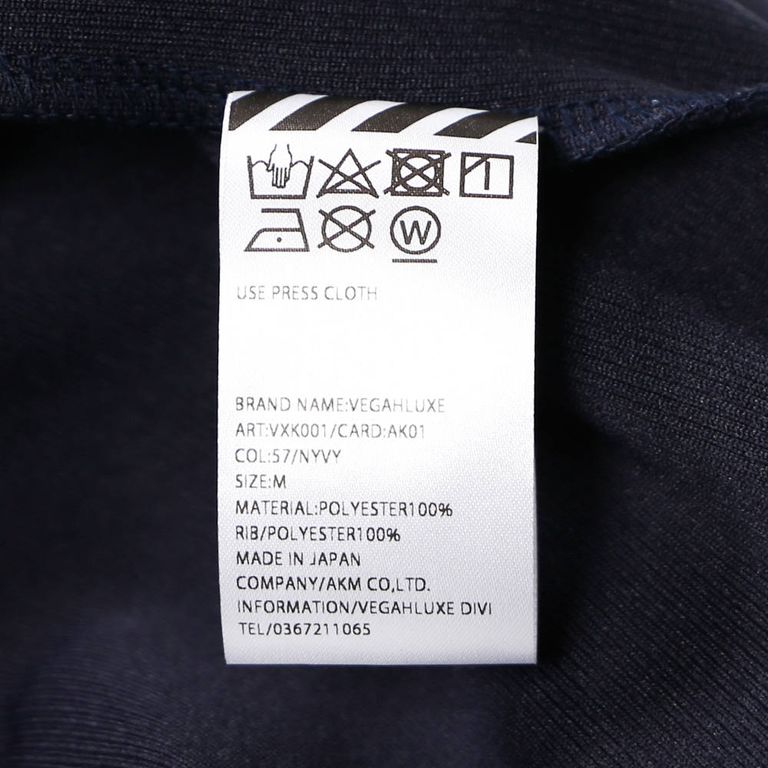 W
USE PRESS CLOTH
BRAND NAME:VEGAHLUXE
ART:VXK001/CARD:AK01
COL:57/NYVY
SIZE:M
MATERIAL:POLYESTER100%
RIB/POLYESTER100%
MADE IN JAPAN
COMPANY/AKM CO,LTD.
INFORMATION/VEGAHLUXE DIVI
TEL/0367211065